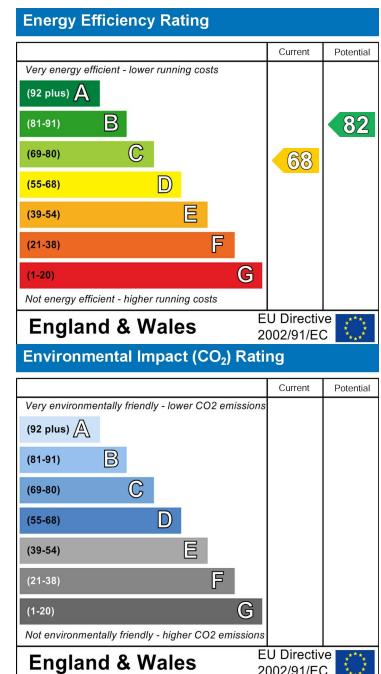 Energy Efficiency Rating
Current Potential
Very energy efficient - lower running costs
(92 plus) A
(81-91) B
(69-80) C
(55-68) D
(39-54) E
(21-38) F
(1-20) G
68
82
Not energy efficient - higher running costs
England & Wales
EU Directive
2002/91/EC
Environmental Impact (CO₂) Rating
Current Potential
Very environmentally friendly - lower CO2 emissions
(92 plus) A
(81-91) B
(69-80) C
(55-68) D
(39-54) E
(21-38) F
(1-20) G
Not environmentally friendly - higher CO2 emissions
England & Wales
EU Directive
2002/91/EC